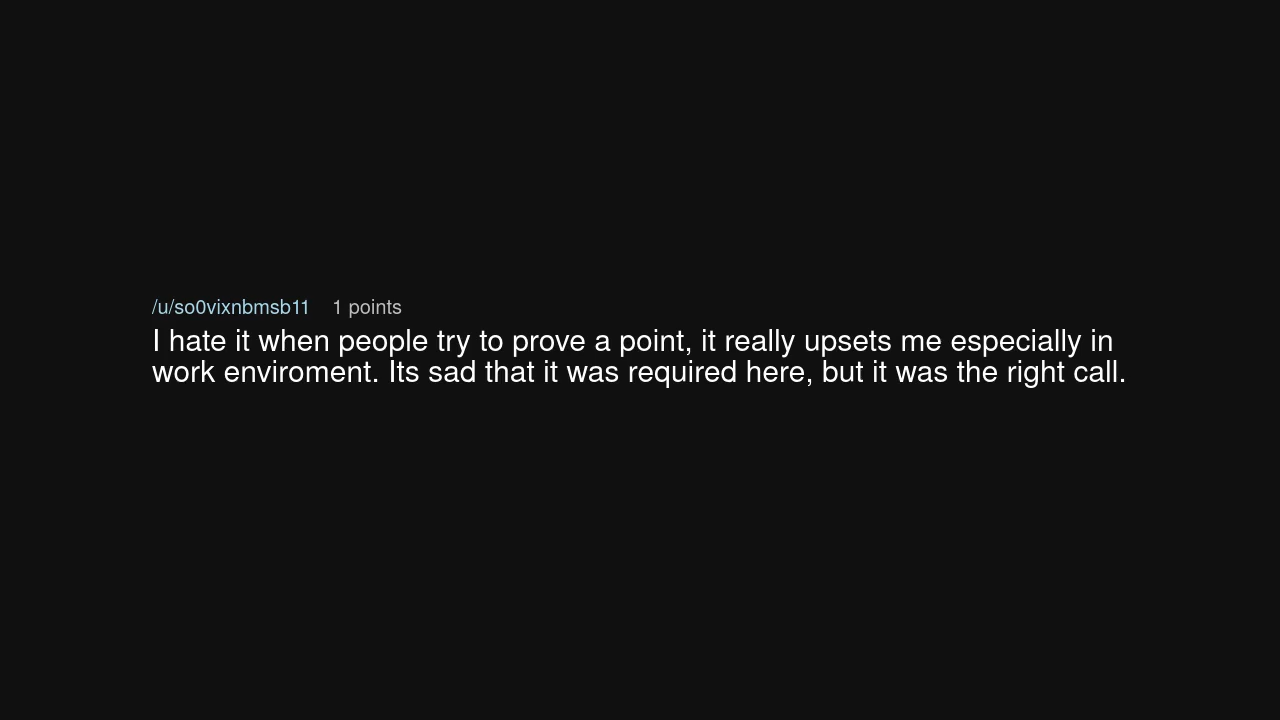 /u/so0vixnbmsb11 1 points
I hate it when people try to prove a point, it really upsets me especially in
work enviroment. Its sad that it was required here, but it was the right call.